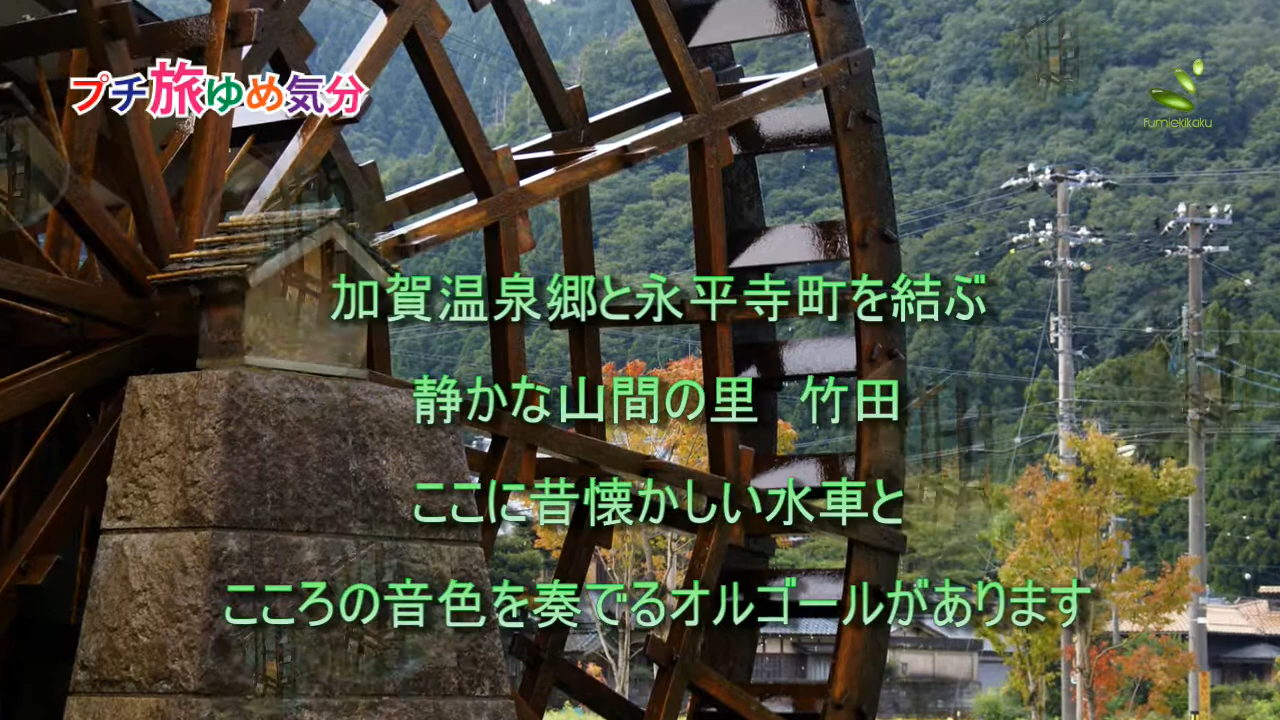 プチ旅ゆめ気分
Fumiekikaku
加賀温泉郷と永平寺町を結ぶ
静かな山間の里　竹田
ここに昔懐かしい水車と
こころの音色を奏でるオルゴールがあります